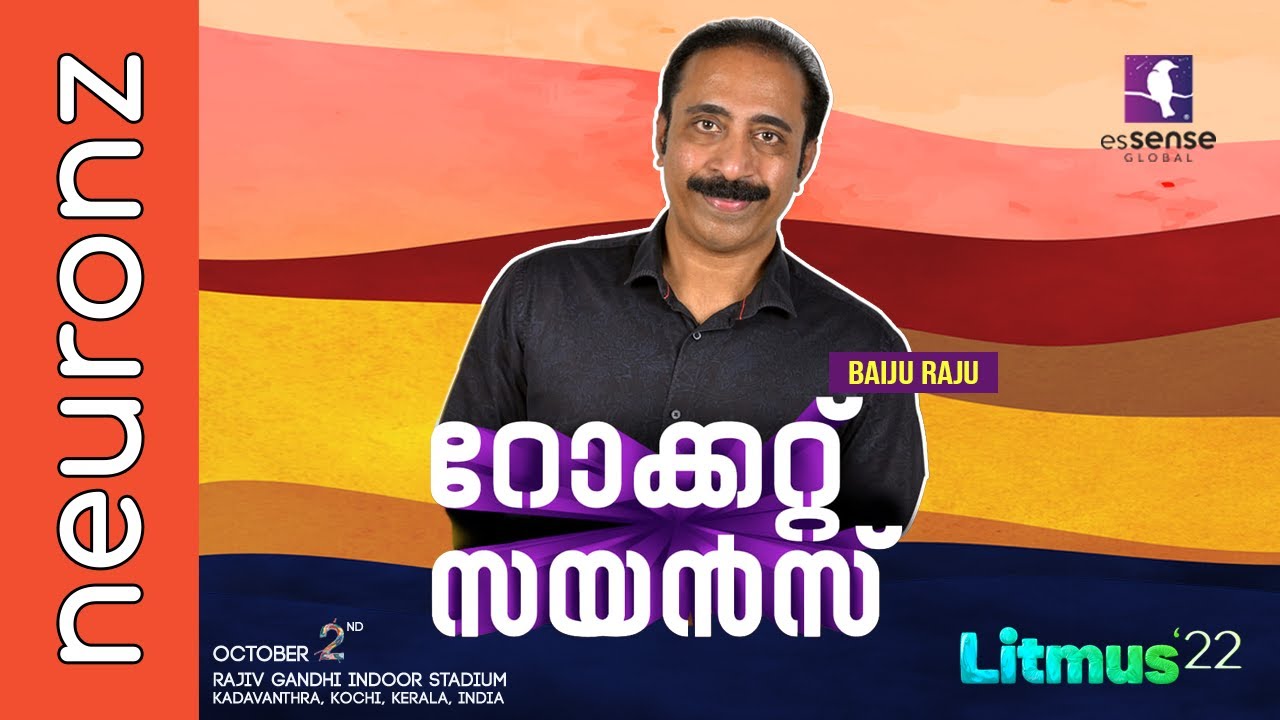 neuronz
esSENSE
GLOBAL
BAIJU RAJU
റോക്കറ്റ്
സയൻസ്
OCTOBER 2ND
RAJIV GANDHI INDOOR STADIUM
KADAVANTHRA, KOCHI, KERALA, INDIA
Litmus'22